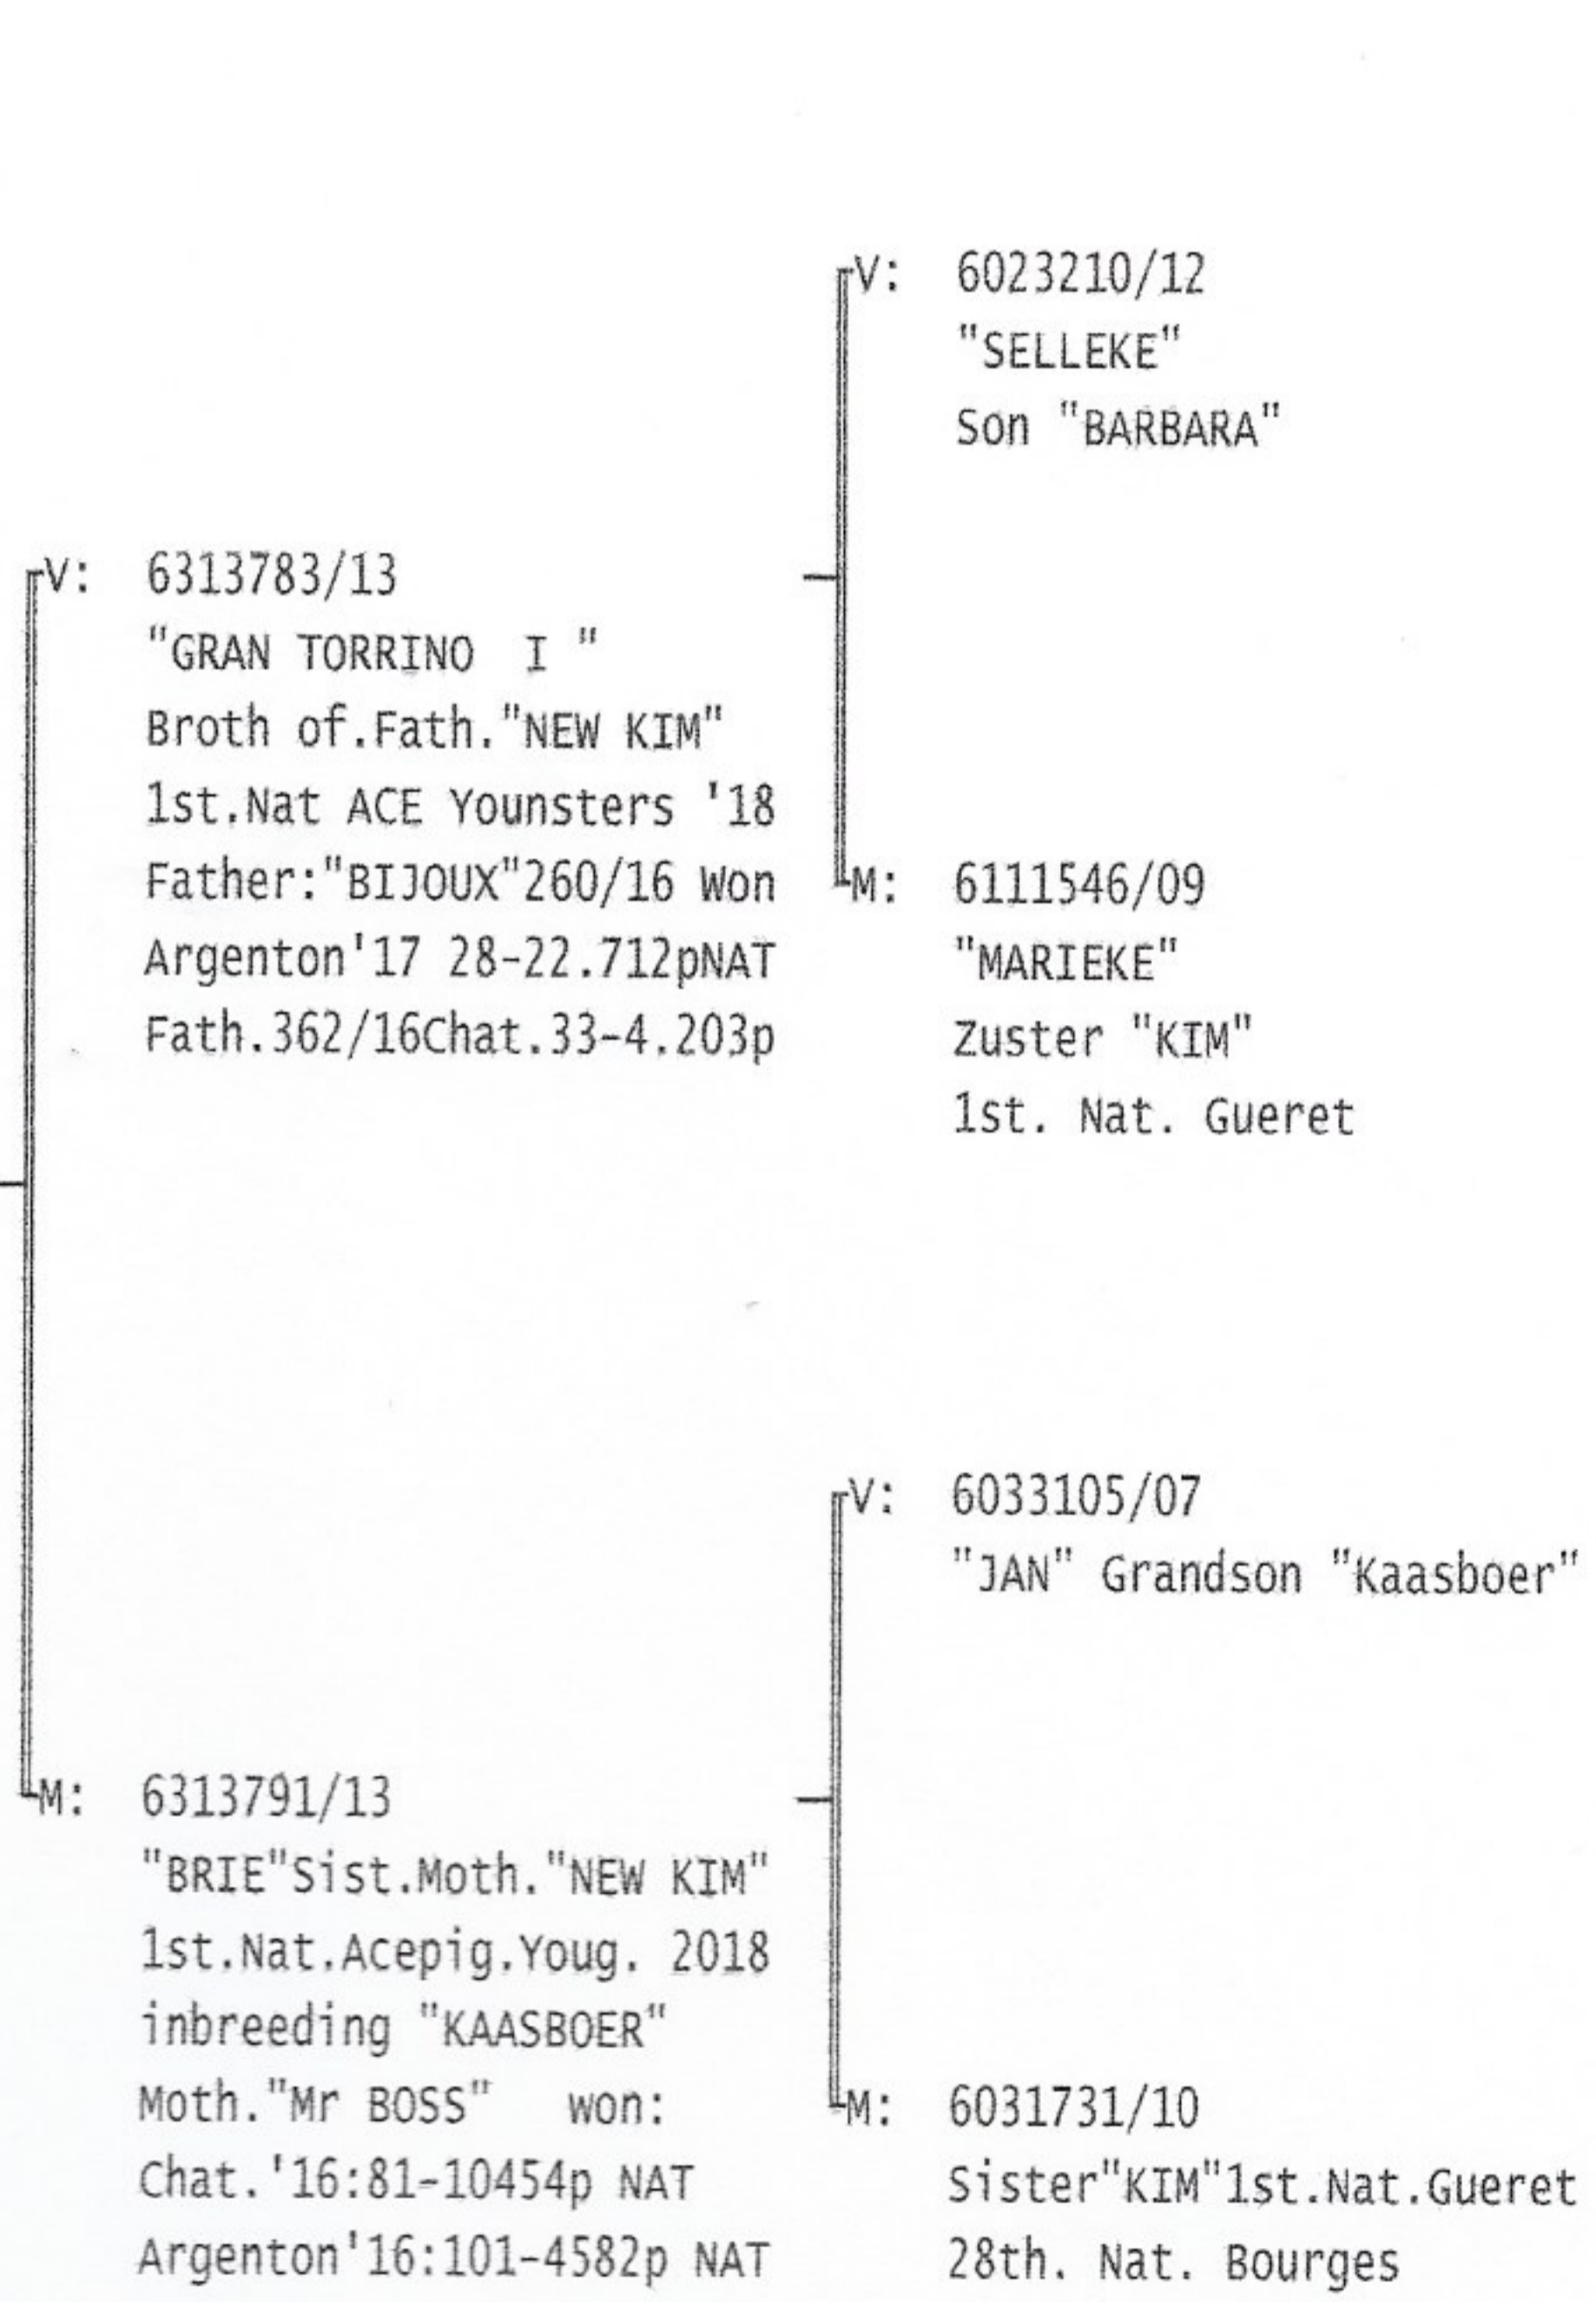 V: 6023210/12
"SELLEKE"
Son "BARBARA"
V: 6313783/13
"GRAN TORRINO I "
Broth of.Fath."NEW KIM"
1st.Nat ACE Younsters '18
Father:"BIJOUX"260/16 Won
Argenton'17 28-22.712pNAT
Fath.362/16Chat.33-4.203p
M: 6111546/09
"MARIEKE"
Zuster "KIM"
1st. Nat. Gueret
V: 6033105/07
"JAN" Grandson "Kaasboer"
M: 6313791/13
"BRIE"Sist.Moth."NEW KIM"
1st.Nat.Acepig.Youg. 2018
inbreeding "KAASBOER"
Moth."Mr BOSS" won:
Chat.'16:81-10454p NAT
Argenton'16:101-4582p NAT
M: 6031731/10
Sister"KIM"1st.Nat.Gueret
28th. Nat. Bourges